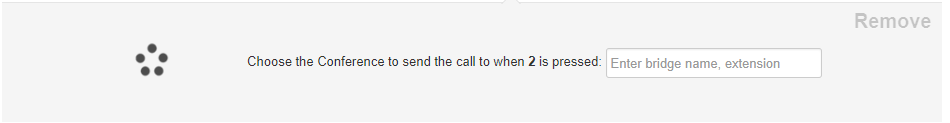 Remove
Choose the Conference to send the call to when 2 is pressed: Enter bridge name, extension